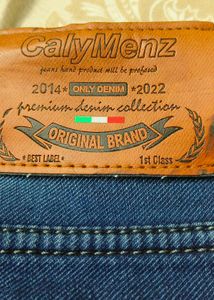 CalyMenz
jeans hand product will be prefased
2014* ONLY DENIM *2022
premium denim collection
ORIGINAL BRAND
* BEST LABEL * 1st Class